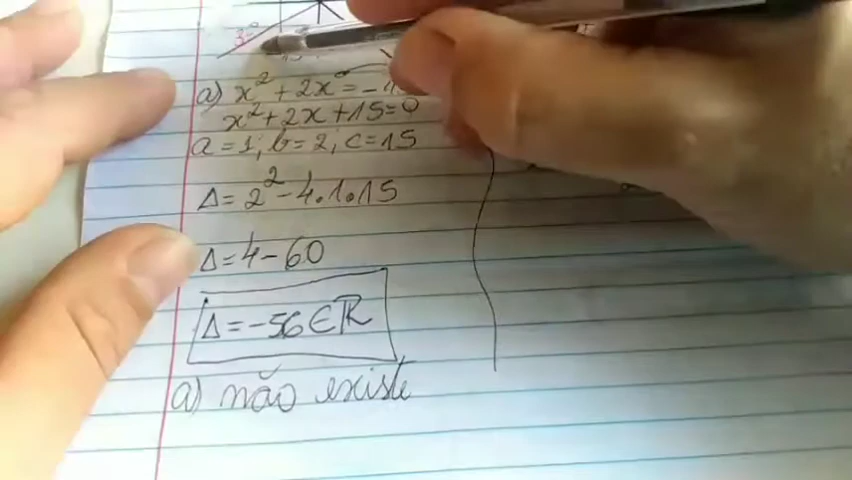 a) x² + 2x = -
x² + 2x + 15 = 0
a = 1; b = 2; c = 15
Δ = 2² - 4.1.15
Δ = 4 - 60
Δ = -56 ∈ ℝ
a) não existe